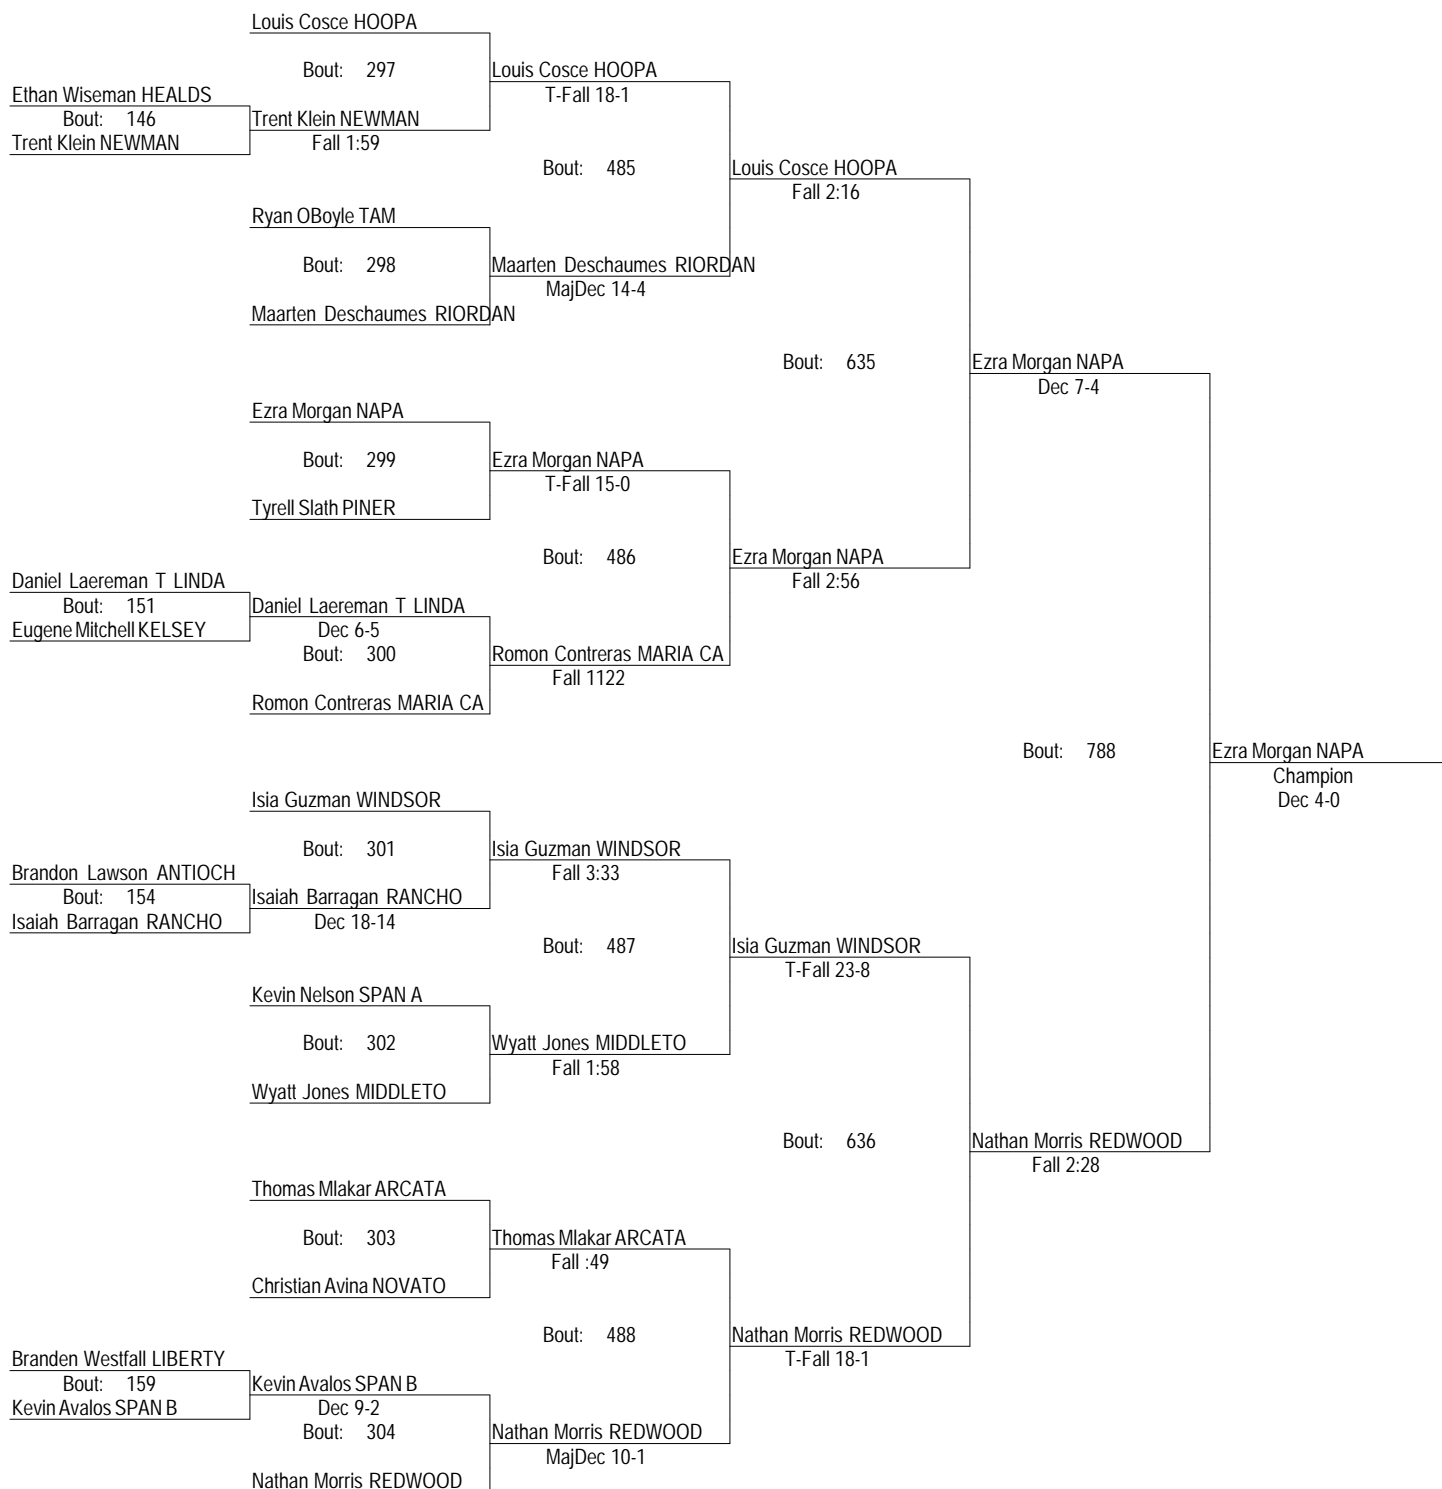 Louis Cosce HOOPA
Bout: 297
Louis Cosce HOOPA
Ethan Wiseman HEALDS
T-Fall 18-1
Bout: 146
Trent Klein NEWMAN
Trent Klein NEWMAN
Fall 1:59
Bout: 485
Louis Cosce HOOPA
Fall 2:16
Ryan OBoyle TAM
Bout: 298
Maarten Deschaumes RIORDAN
MajDec 14-4
Maarten Deschaumes RIORDAN
Bout: 635
Ezra Morgan NAPA
Dec 7-4
Ezra Morgan NAPA
Bout: 299
Ezra Morgan NAPA
T-Fall 15-0
Tyrell Slath PINER
Bout: 486
Ezra Morgan NAPA
Fall 2:56
Daniel Laereman T LINDA
Bout: 151
Daniel Laereman T LINDA
Eugene Mitchell KELSEY
Dec 6-5
Bout: 300
Romon Contreras MARIA CA
Fall 1122
Romon Contreras MARIA CA
Bout: 788
Ezra Morgan NAPA
Champion
Dec 4-0
Isia Guzman WINDSOR
Bout: 301
Isia Guzman WINDSOR
Fall 3:33
Brandon Lawson ANTIOCH
Bout: 154
Isaiah Barragan RANCHO
Isaiah Barragan RANCHO
Dec 18-14
Bout: 487
Isia Guzman WINDSOR
T-Fall 23-8
Kevin Nelson SPAN A
Bout: 302
Wyatt Jones MIDDLETO
Fall 1:58
Wyatt Jones MIDDLETO
Bout: 636
Nathan Morris REDWOOD
Fall 2:28
Thomas Mlakar ARCATA
Bout: 303
Thomas Mlakar ARCATA
Fall :49
Christian Avina NOVATO
Bout: 488
Nathan Morris REDWOOD
T-Fall 18-1
Branden Westfall LIBERTY
Bout: 159
Kevin Avalos SPAN B
Kevin Avalos SPAN B
Dec 9-2
Bout: 304
Nathan Morris REDWOOD
MajDec 10-1
Nathan Morris REDWOOD